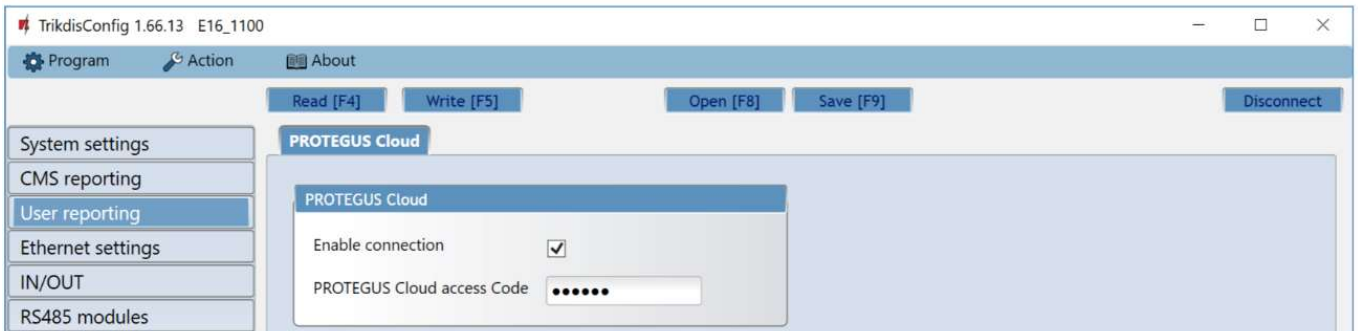 TrikdisConfig 1.66.13 E16_1100
Program Action About
Read [F4] Write [F5] Open [F8] Save [F9] Disconnect
System settings
CMS reporting
User reporting
Ethernet settings
IN/OUT
RS485 modules
PROTEGUS Cloud
PROTEGUS Cloud
Enable connection
PROTEGUS Cloud access Code ••••••